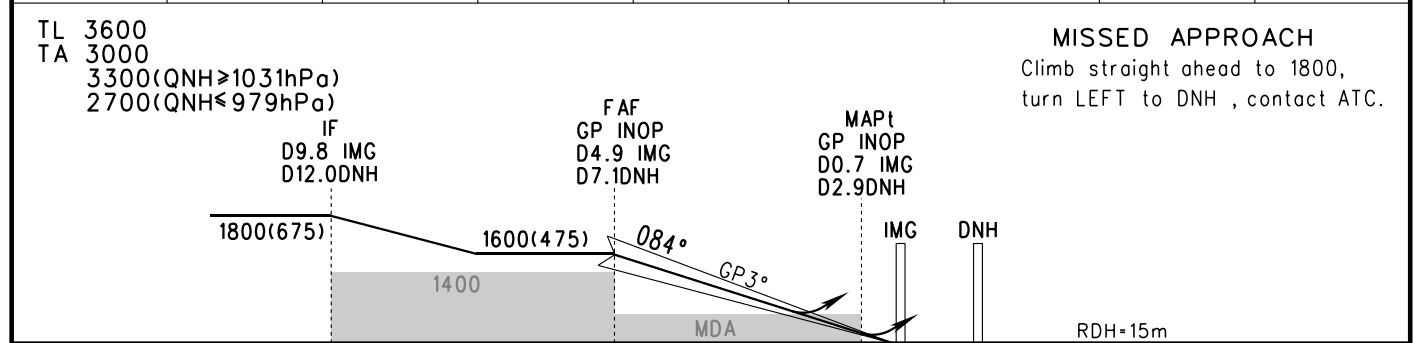 TL 3600
TA 3000
3300(QNH≥1031hPa)
2700(QNH≤979hPa)
MISSED APPROACH
Climb straight ahead to 1800,
turn LEFT to DNH , contact ATC.
IF
D9.8 IMG
D12.0DNH
FAF
GP INOP
D4.9 IMG
D7.1DNH
MAPt
GP INOP
D0.7 IMG
D2.9DNH
1800(675)
1600(475)
084°
GP3°
IMG
DNH
1400
MDA
RDH=15m